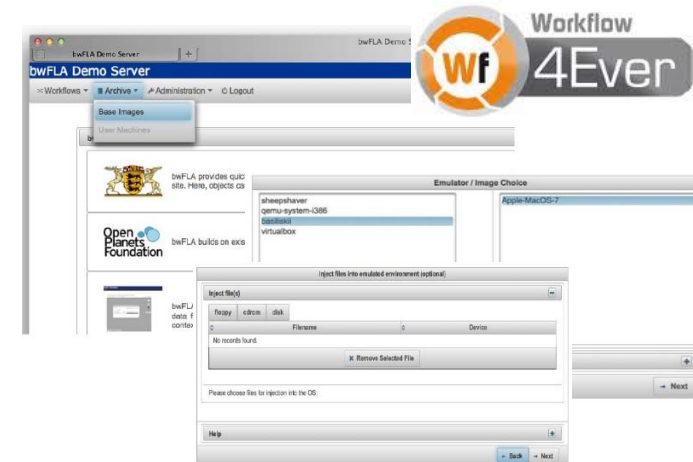 bwFLA Demo Server
bwFLA Demo S
Workflow
4Ever
Wf
bwFLA Demo Server
Workflows
Archive
Administration
Logout
Base Images
User Machines
bwFLA provides quic
site. Here, objects ca
Open
Planets
Foundation
bwFLA builds on exis
bwFL
data f
contex
Emulator / Image Choice
sheepshaver
qemu-system-i386
basiliskII
virtualbox
Apple-MacOS-7
Inject files into emulated environment (optional)
Inject file(s)
floppy cdrom disk
Filename Device
No records found.
Remove Selected File
Please choose files for injection into the OS.
Help
Back Next
Next